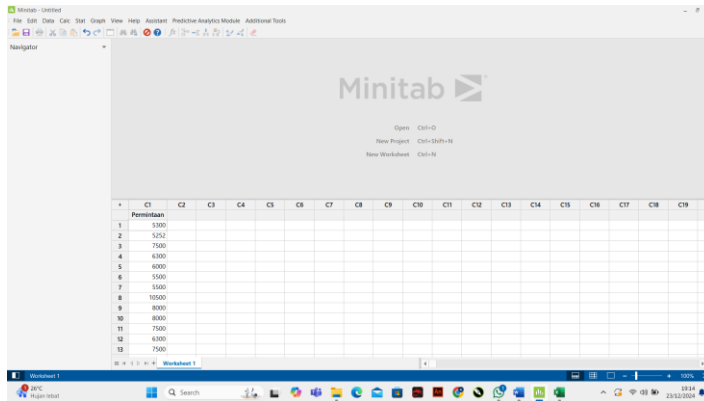 Minitab - Untitled
File Edit Data Calc Stat Graph View Help Assistant Predictive Analytics Module Additional Tools
Navigator
Minitab
Open Ctrl+O
New Project Ctrl+Shift+N
New Worksheet Ctrl+N
C1 C2 C3 C4 C5 C6 C7 C8 C9 C10 C11 C12 C13 C14 C15 C16 C17 C18 C19
Permintaan
1 5300
2 5252
3 7500
4 6300
5 6000
6 5500
7 5500
8 10500
9 8000
10 8000
11 7500
12 6300
13 7500
Worksheet 1
Worksheet 1
100%
26°C
Hujan lebat
Search
19:14
23/12/2024